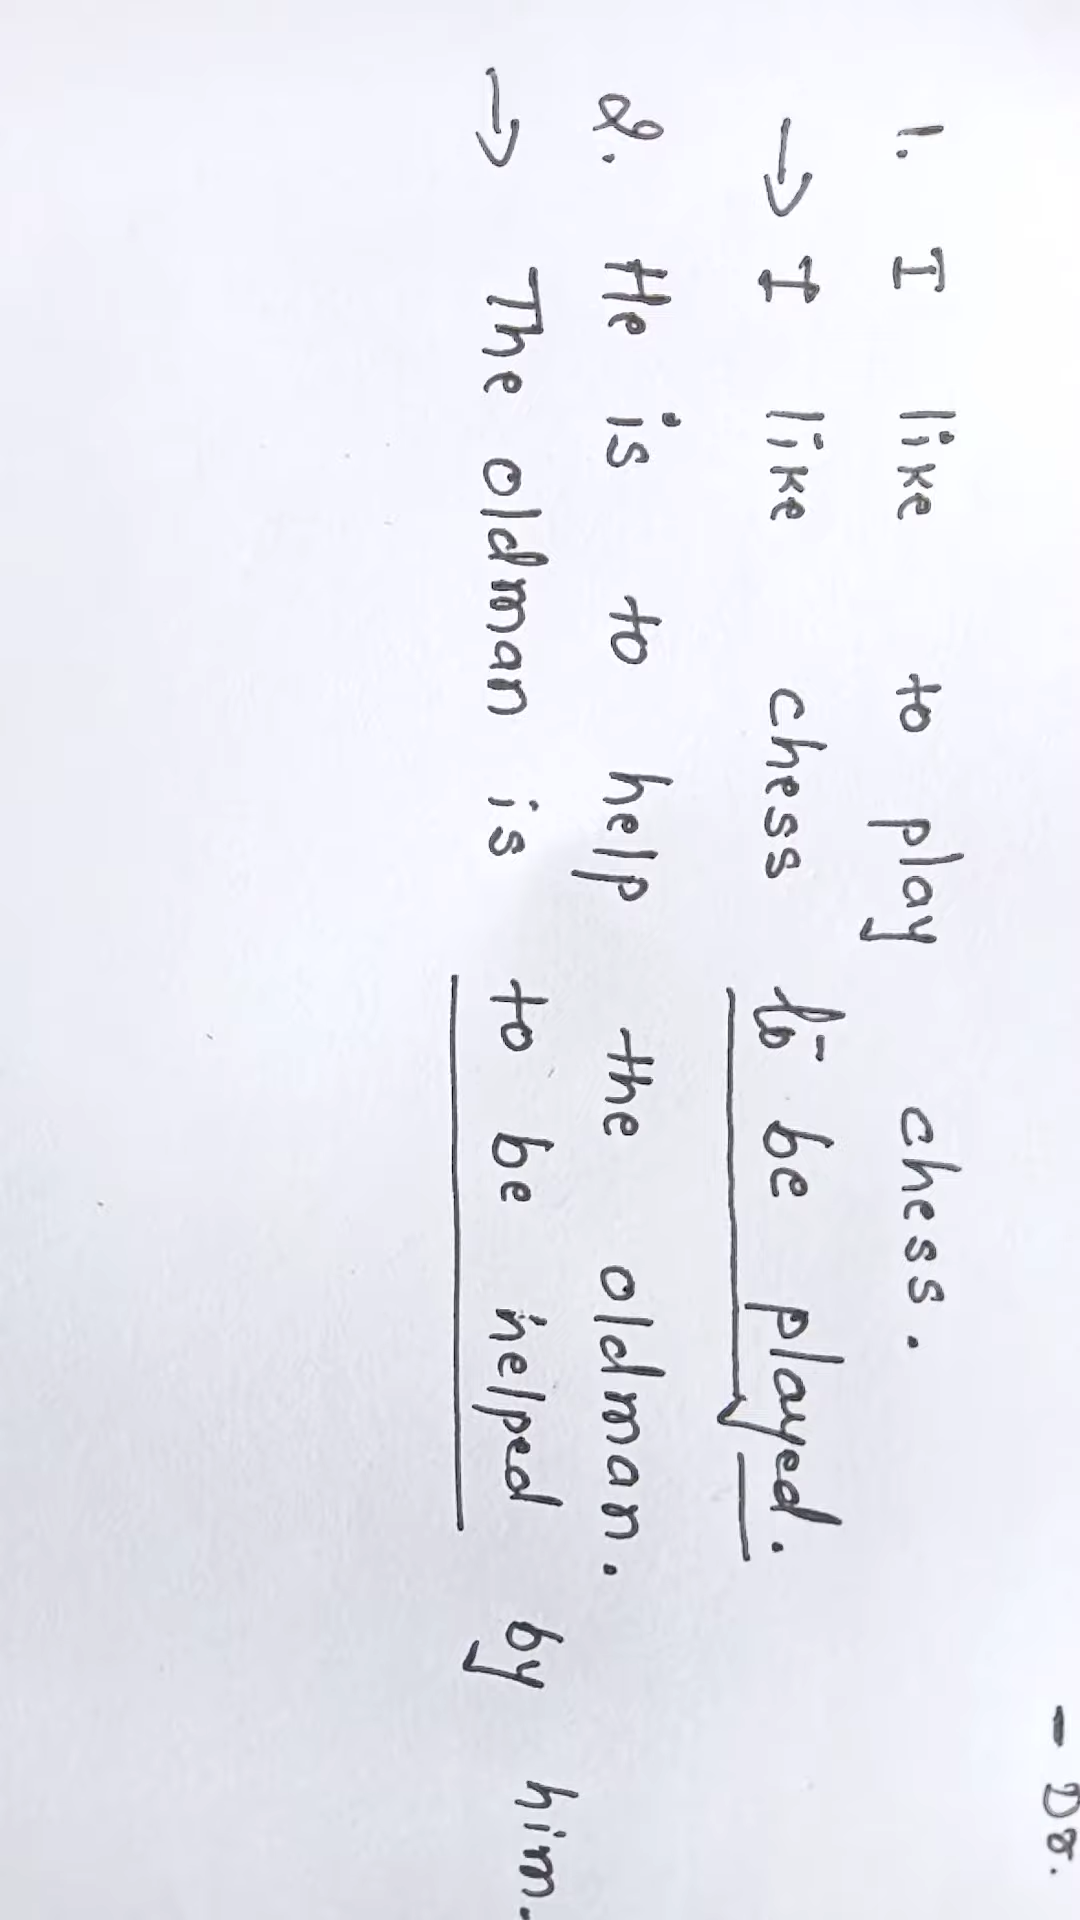 - Dr.
1. I like to play chess.
→ I like chess to be played.
2. He is to help the oldman.
→ The oldman is to be helped by him.